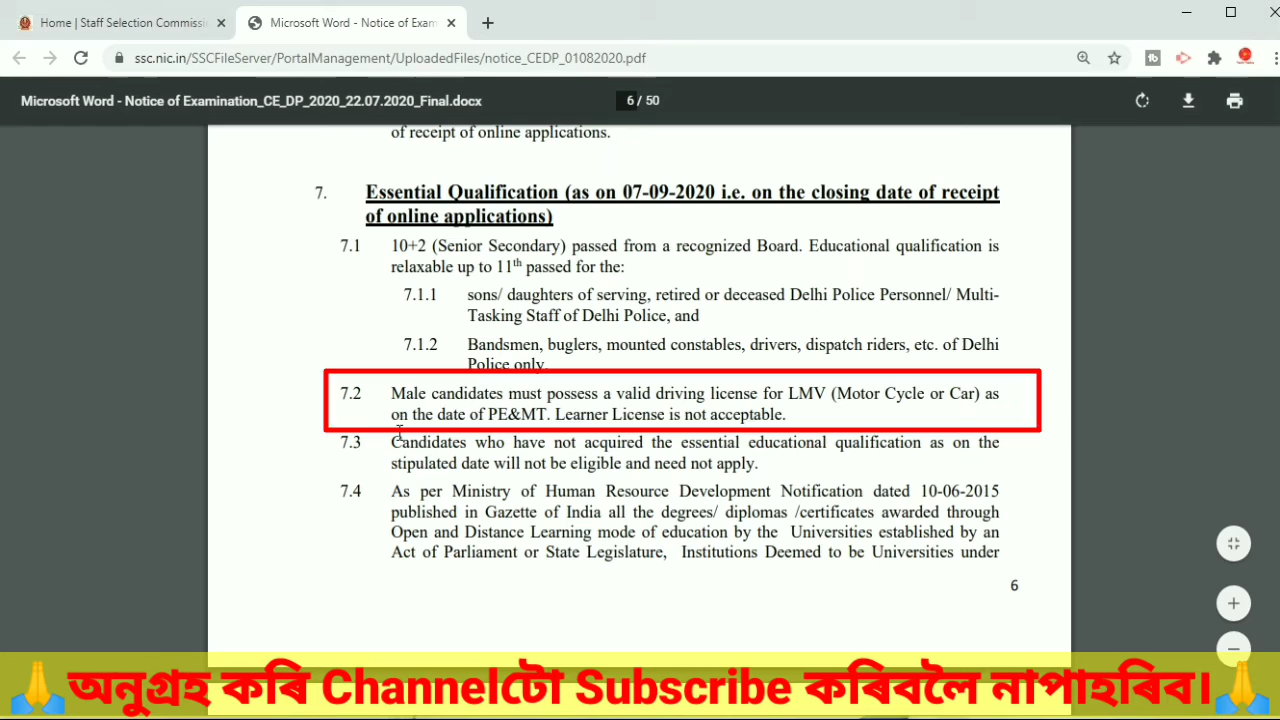 Home | Staff Selection Commissi
Microsoft Word - Notice of Exam
ssc.nic.in/SSCFileServer/PortalManagement/UploadedFiles/notice_CEDP_01082020.pdf
Microsoft Word - Notice of Examination_CE_DP_2020_22.07.2020_Final.docx
6 / 50
of receipt of online applications.
7. Essential Qualification (as on 07-09-2020 i.e. on the closing date of receipt
of online applications)
7.1 10+2 (Senior Secondary) passed from a recognized Board. Educational qualification is
relaxable up to 11th passed for the:
7.1.1 sons/ daughters of serving, retired or deceased Delhi Police Personnel/ Multi-
Tasking Staff of Delhi Police, and
7.1.2 Bandsmen, buglers, mounted constables, drivers, dispatch riders, etc. of Delhi
Police only.
7.2 Male candidates must possess a valid driving license for LMV (Motor Cycle or Car) as
on the date of PE&MT. Learner License is not acceptable.
7.3 Candidates who have not acquired the essential educational qualification as on the
stipulated date will not be eligible and need not apply.
7.4 As per Ministry of Human Resource Development Notification dated 10-06-2015
published in Gazette of India all the degrees/ diplomas /certificates awarded through
Open and Distance Learning mode of education by the Universities established by an
Act of Parliament or State Legislature, Institutions Deemed to be Universities under
6
🙏অনুগ্ৰহ কৰি Channelটো Subscribe কৰিবলৈ নাপাহৰিব।🙏